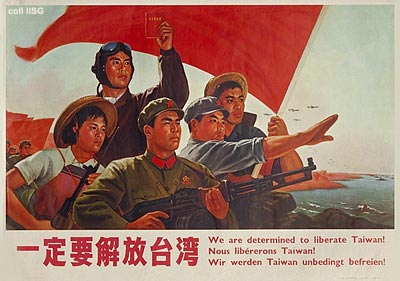 coll IISG
一定要解放台湾
We are determined to liberate Taiwan!
Nous libérerons Taiwan!
Wir werden Taiwan unbedingt befreien!